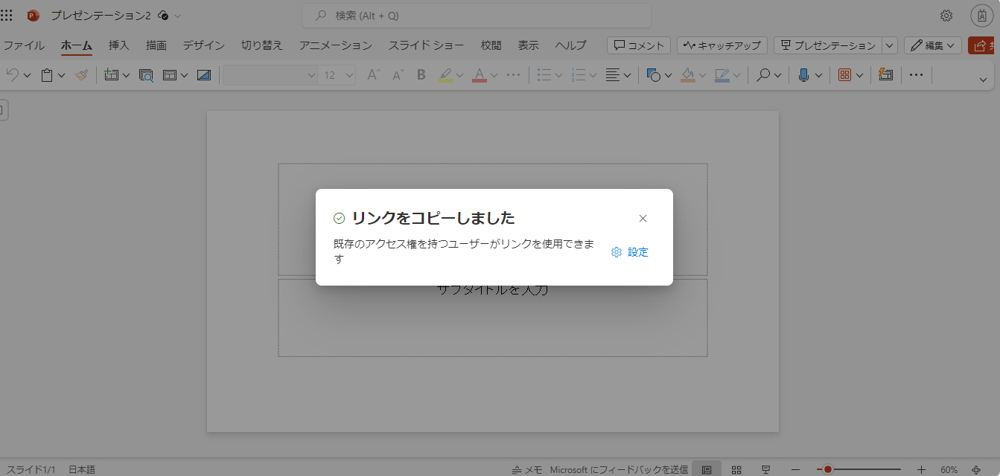 プレゼンテーション2
検索 (Alt + Q)
ファイル ホーム 挿入 描画 デザイン 切り替え アニメーション スライド ショー 校閲 表示 ヘルプ コメント キャッチアップ プレゼンテーション 編集
12
リンクをコピーしました
既存のアクセス権を持つユーザーがリンクを使用できま
す
設定
サブタイトルを入力
スライド1/1 日本語 メモ Microsoft にフィードバックを送信 60%